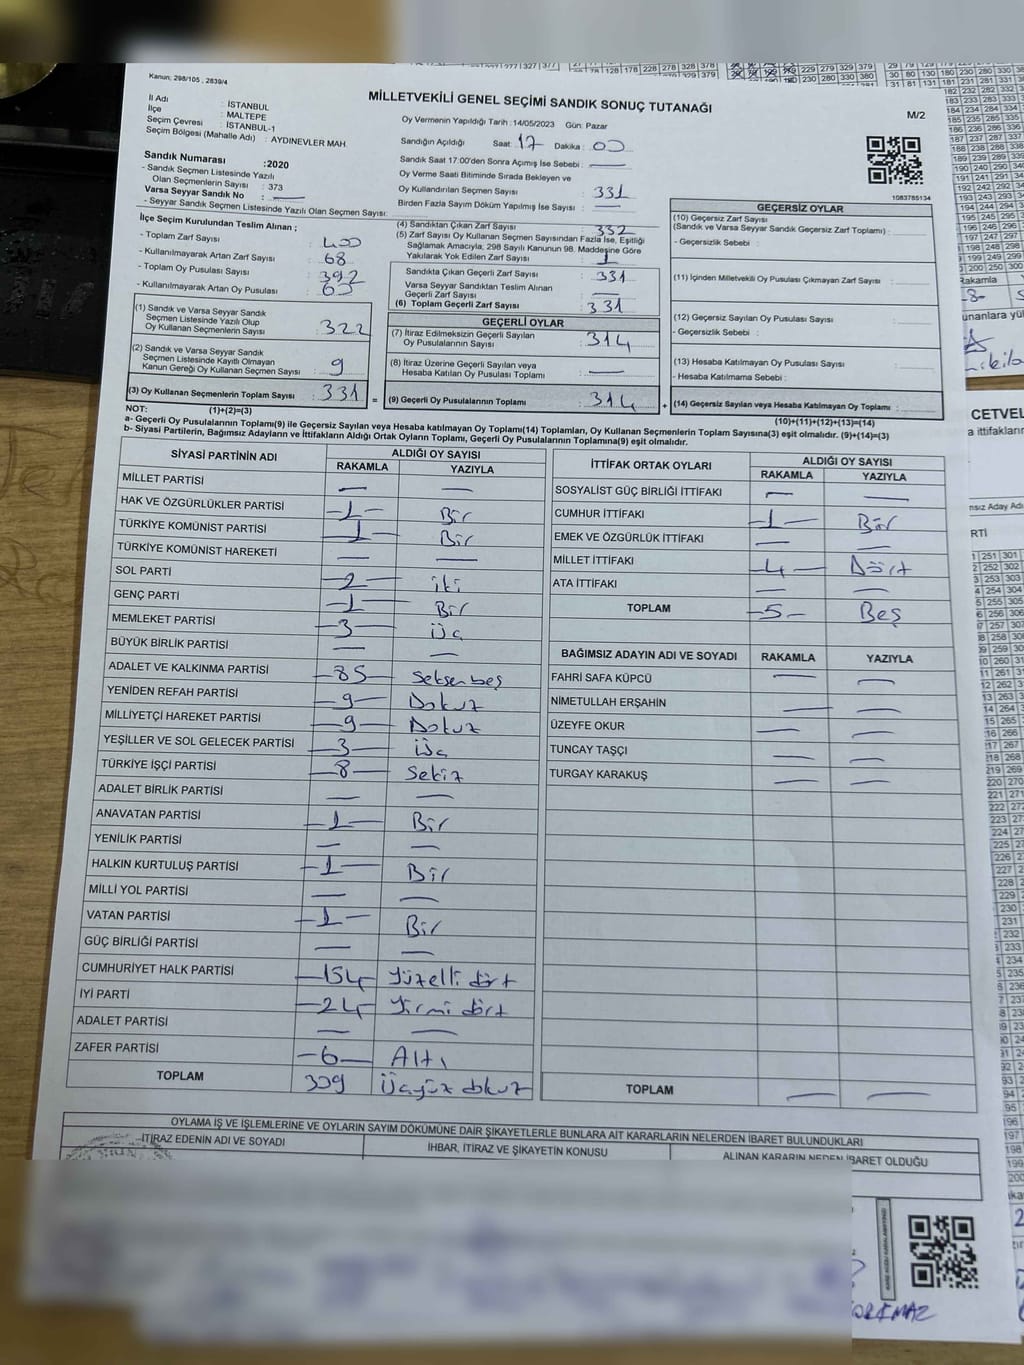 Kanun: 298/105 , 2839/4
MİLLETVEKİLİ GENEL SEÇİMİ SANDIK SONUÇ TUTANAĞI
M/2
İl Adı : İSTANBUL
İlçe : MALTEPE
Seçim Çevresi : İSTANBUL-1
Seçim Bölgesi (Mahalle Adı) : AYDINEVLER MAH.
Sandık Numarası :2020
- Sandık Seçmen Listesinde Yazılı
Olan Seçmenlerin Sayısı : 373
Varsa Seyyar Sandık No : —
- Seyyar Seçmen Listesinde Yazılı Olan Seçmen Sayısı:
Oy Vermenin Yapıldığı Tarih :14/05/2023 Gün: Pazar
Sandığın Açıldığı Saat: 17 Dakika : 00
Sandık Saat 17:00'den Sonra Açımış İse Sebebi : —
Oy Verme Saati Bitiminde Sırada Bekleyen ve
Oy Kullandırılan Seçmen Sayısı : 331
Birden Fazla Sayım Döküm Yapılmış İse Sayısı : —
1083785134
İlçe Seçim Kurulundan Teslim Alınan ;
- Toplam Zarf Sayısı : 400
- Kullanılmayarak Artan Zarf Sayısı : 68
- Toplam Oy Pusulası Sayısı : 392
- Kullanılmayarak Artan Oy Pusulası :
(1) Sandık ve Varsa Seyyar Sandık
Seçmen Listesinde Yazılı Olup
Oy Kullanan Seçmenlerin Sayısı : 322
(2) Sandık ve Varsa Seyyar Sandık
Seçmen Listesinde Kayıtlı Olmayan
Kanun Gereği Oy Kullanan Seçmen Sayısı : 9
(3) Oy Kullanan Seçmenlerin Toplam Sayısı : 331 =
(4) Sandıktan Çıkan Zarf Sayısı : 332
(5) Zarf Sayısı Oy Kullanan Seçmen Sayısından Fazla İse, Eşitliği
Sağlamak Amacıyla, 298 Sayılı Kanunun 98. Maddesine Göre
Yakılarak Yok Edilen Zarf Sayısı : 1
Sandıkta Çıkan Geçerli Zarf Sayısı : 331
Varsa Seyyar Sandıktan Teslim Alınan
Geçerli Zarf Sayısı : —
(6) Toplam Geçerli Zarf Sayısı : 331
GEÇERLİ OYLAR
(7) İtiraz Edilmeksizin Geçerli Sayılan
Oy Pusulalarının Sayısı : 314
(8) İtiraz Üzerine Geçerli Sayılan veya
Hesaba Katılan Oy Pusulası Toplamı : —
(9) Geçerli Oy Pusulalarının Toplamı : 314 +
GEÇERSİZ OYLAR
(10) Geçersiz Zarf Sayısı
(Sandık ve Varsa Seyyar Sandık Geçersiz Zarf Toplamı) :
- Geçersizlik Sebebi :
(11) İçinden Milletvekili Oy Pusulası Çıkmayan Zarf Sayısı :
(12) Geçersiz Sayılan Oy Pusulası Sayısı :
- Geçersizlik Sebebi :
(13) Hesaba Katılmayan Oy Pusulası Sayısı :
- Hesaba Katılmama Sebebi :
(14) Geçersiz Sayılan veya Hesaba Katılmayan Oy Toplamı :
NOT: (1)+(2)=(3) (10)+(11)+(12)+(13)=(14)
a- Geçerli Oy Pusulalarının Toplamı(9) ile Geçersiz Sayılan veya Hesaba katılmayan Oy Toplamı(14) Toplamları, Oy Kullanan Seçmenlerin Toplam Sayısına(3) eşit olmalıdır. (9)+(14)=(3)
b- Siyasi Partilerin, Bağımsız Adayların ve İttifakların Aldığı Ortak Oyların Toplamı, Geçerli Oy Pusulalarının Toplamına(9) eşit olmalıdır.
SİYASİ PARTİNİN ADI ALDIĞI OY SAYISI
RAKAMLA YAZIYLA
MİLLET PARTİSİ — —
HAK VE ÖZGÜRLÜKLER PARTİSİ —1— Bir
TÜRKİYE KOMÜNİST PARTİSİ 1— Bir
TÜRKİYE KOMÜNİST HAREKETİ — —
SOL PARTİ —2— iki
GENÇ PARTİ —1— Bir
MEMLEKET PARTİSİ —3— Üç
BÜYÜK BİRLİK PARTİSİ — —
ADALET VE KALKINMA PARTİSİ —85— Seksenbeş
YENİDEN REFAH PARTİSİ —9— Dokuz
MİLLİYETÇİ HAREKET PARTİSİ —9— Dokuz
YEŞİLLER VE SOL GELECEK PARTİSİ —3— Üç
TÜRKİYE İŞÇİ PARTİSİ —8— Sekiz
ADALET BİRLİK PARTİSİ — —
ANAVATAN PARTİSİ —1— Bir
YENİLİK PARTİSİ — —
HALKIN KURTULUŞ PARTİSİ —1— Bir
MİLLİ YOL PARTİSİ — —
VATAN PARTİSİ —1— Bir
GÜÇ BİRLİĞİ PARTİSİ — —
CUMHURİYET HALK PARTİSİ —154 Yüzelli dört
İYİ PARTİ —24 Yirmi dört
ADALET PARTİSİ — —
ZAFER PARTİSİ —6— Altı
TOPLAM 309 Üçyüz dokuz
İTTİFAK ORTAK OYLARI ALDIĞI OY SAYISI
RAKAMLA YAZIYLA
SOSYALİST GÜÇ BİRLİĞİ İTTİFAKI — —
CUMHUR İTTİFAKI —1— Bir
EMEK VE ÖZGÜRLÜK İTTİFAKI — —
MİLLET İTTİFAKI —4— Dört
ATA İTTİFAKI — —
TOPLAM —5— Beş
BAĞIMSIZ ADAYIN ADI VE SOYADI RAKAMLA YAZIYLA
FAHRİ SAFA KÜPCÜ — —
NİMETULLAH ERŞAHİN — —
ÜZEYFE OKUR — —
TUNCAY TAŞÇI — —
TURGAY KARAKUŞ — —
TOPLAM — —
OYLAMA İŞ VE İŞLEMLERİNE VE OYLARIN SAYIM DÖKÜMÜNE DAİR ŞİKAYETLERLE BUNLARA AİT KARARLARIN NELERDEN İBARET BULUNDUKLARI
İTİRAZ EDENİN ADI VE SOYADI İHBAR, İTİRAZ VE ŞİKAYETİN KONUSU ALINAN KARARIN NEDEN İBARET OLDUĞU